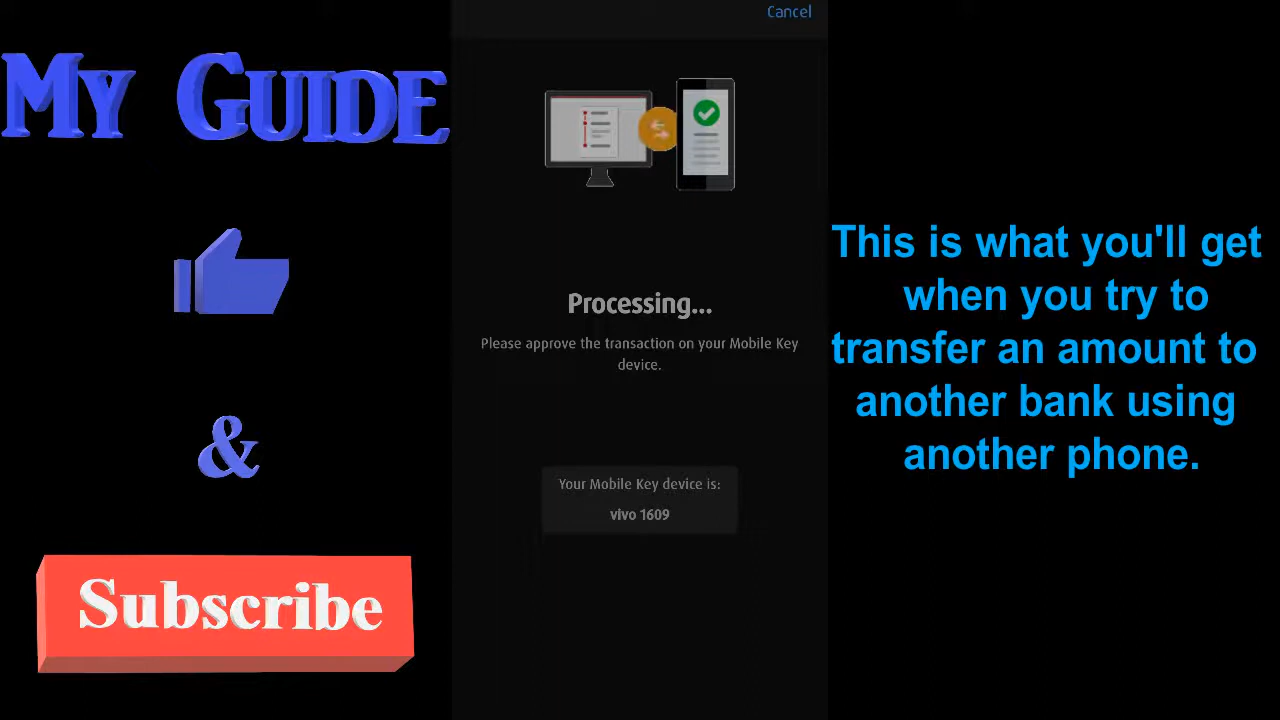 My Guide
&
Subscribe
Cancel
Processing...
Please approve the transaction on your Mobile Key
device.
Your Mobile Key device is:
vivo 1609
This is what you'll get
when you try to
transfer an amount to
another bank using
another phone.